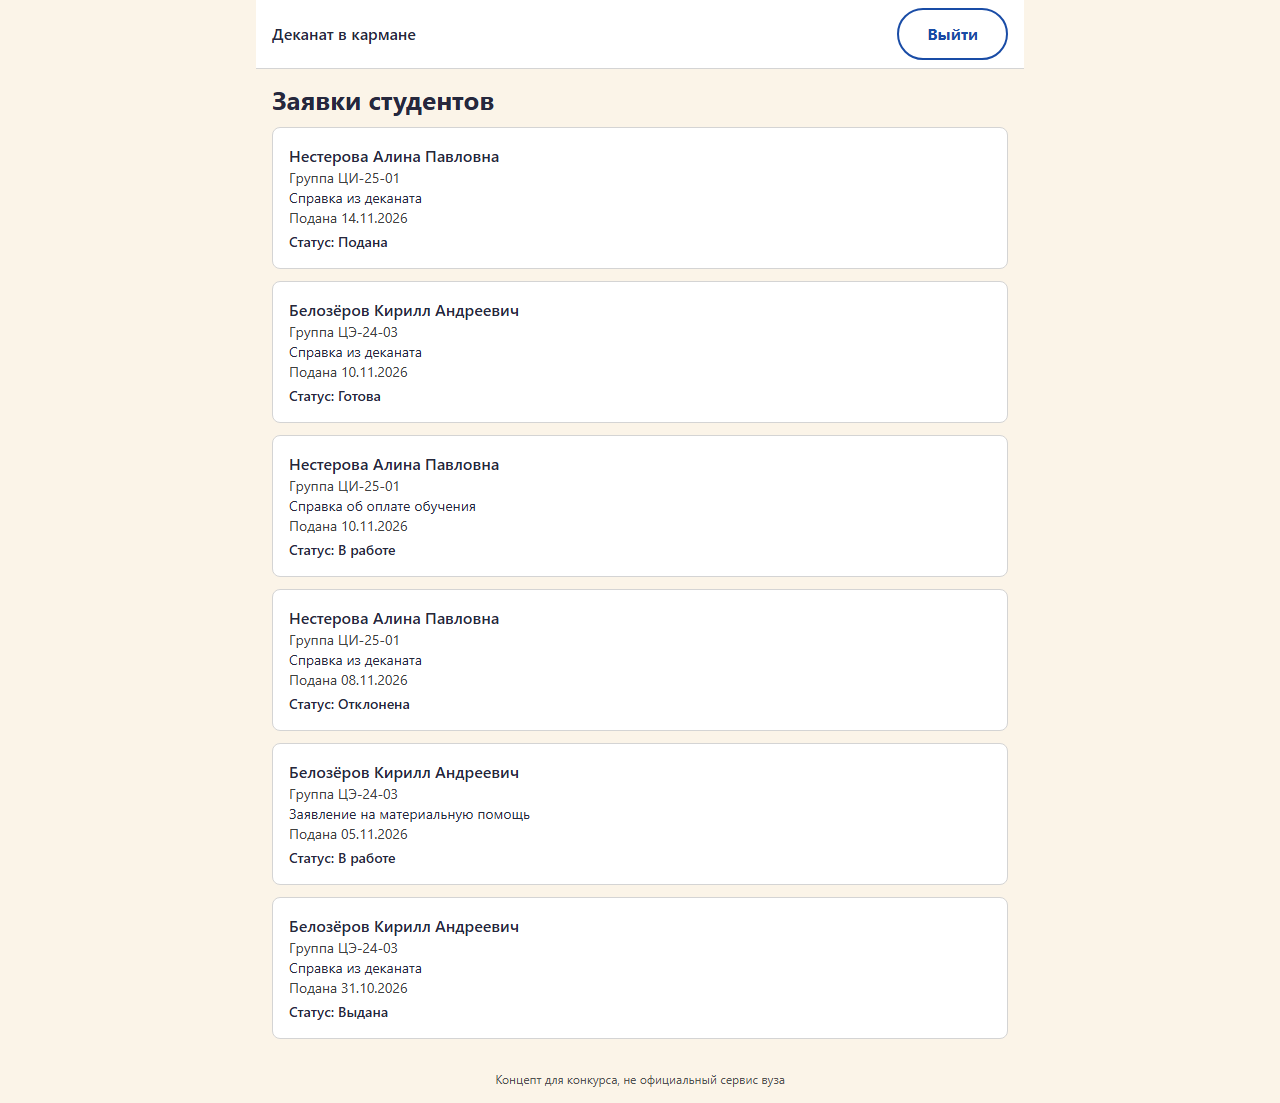 Деканат в кармане
Выйти
Заявки студентов
Нестерова Алина Павловна
Группа ЦИ-25-01
Справка из деканата
Подана 14.11.2026
Статус: Подана
Белозёров Кирилл Андреевич
Группа ЦЭ-24-03
Справка из деканата
Подана 10.11.2026
Статус: Готова
Нестерова Алина Павловна
Группа ЦИ-25-01
Справка об оплате обучения
Подана 10.11.2026
Статус: В работе
Нестерова Алина Павловна
Группа ЦИ-25-01
Справка из деканата
Подана 08.11.2026
Статус: Отклонена
Белозёров Кирилл Андреевич
Группа ЦЭ-24-03
Заявление на материальную помощь
Подана 05.11.2026
Статус: В работе
Белозёров Кирилл Андреевич
Группа ЦЭ-24-03
Справка из деканата
Подана 31.10.2026
Статус: Выдана
Концепт для конкурса, не официальный сервис вуза